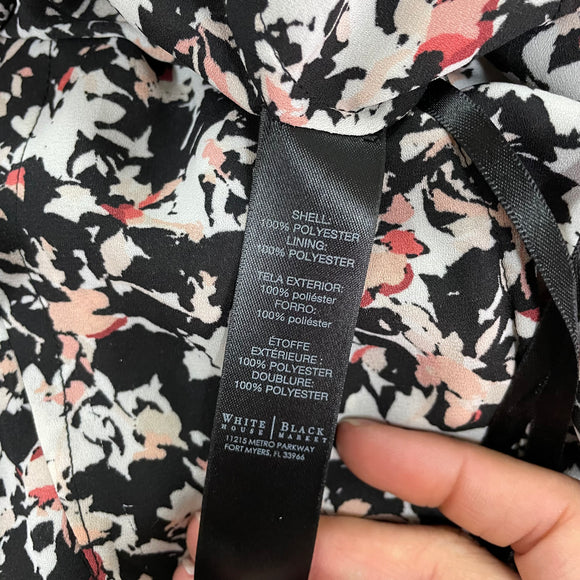 SHELL:
100% POLYESTER
LINING:
100% POLYESTER
TELA EXTERIOR:
100% poliéster
FORRO:
100% poliéster
ÉTOFFE
EXTÉRIEURE :
100% POLYESTER
DOUBLURE:
100% POLYESTER
WHITE | BLACK
HOUSE | MARKET
11215 METRO PARKWAY
FORT MYERS, FL 33966